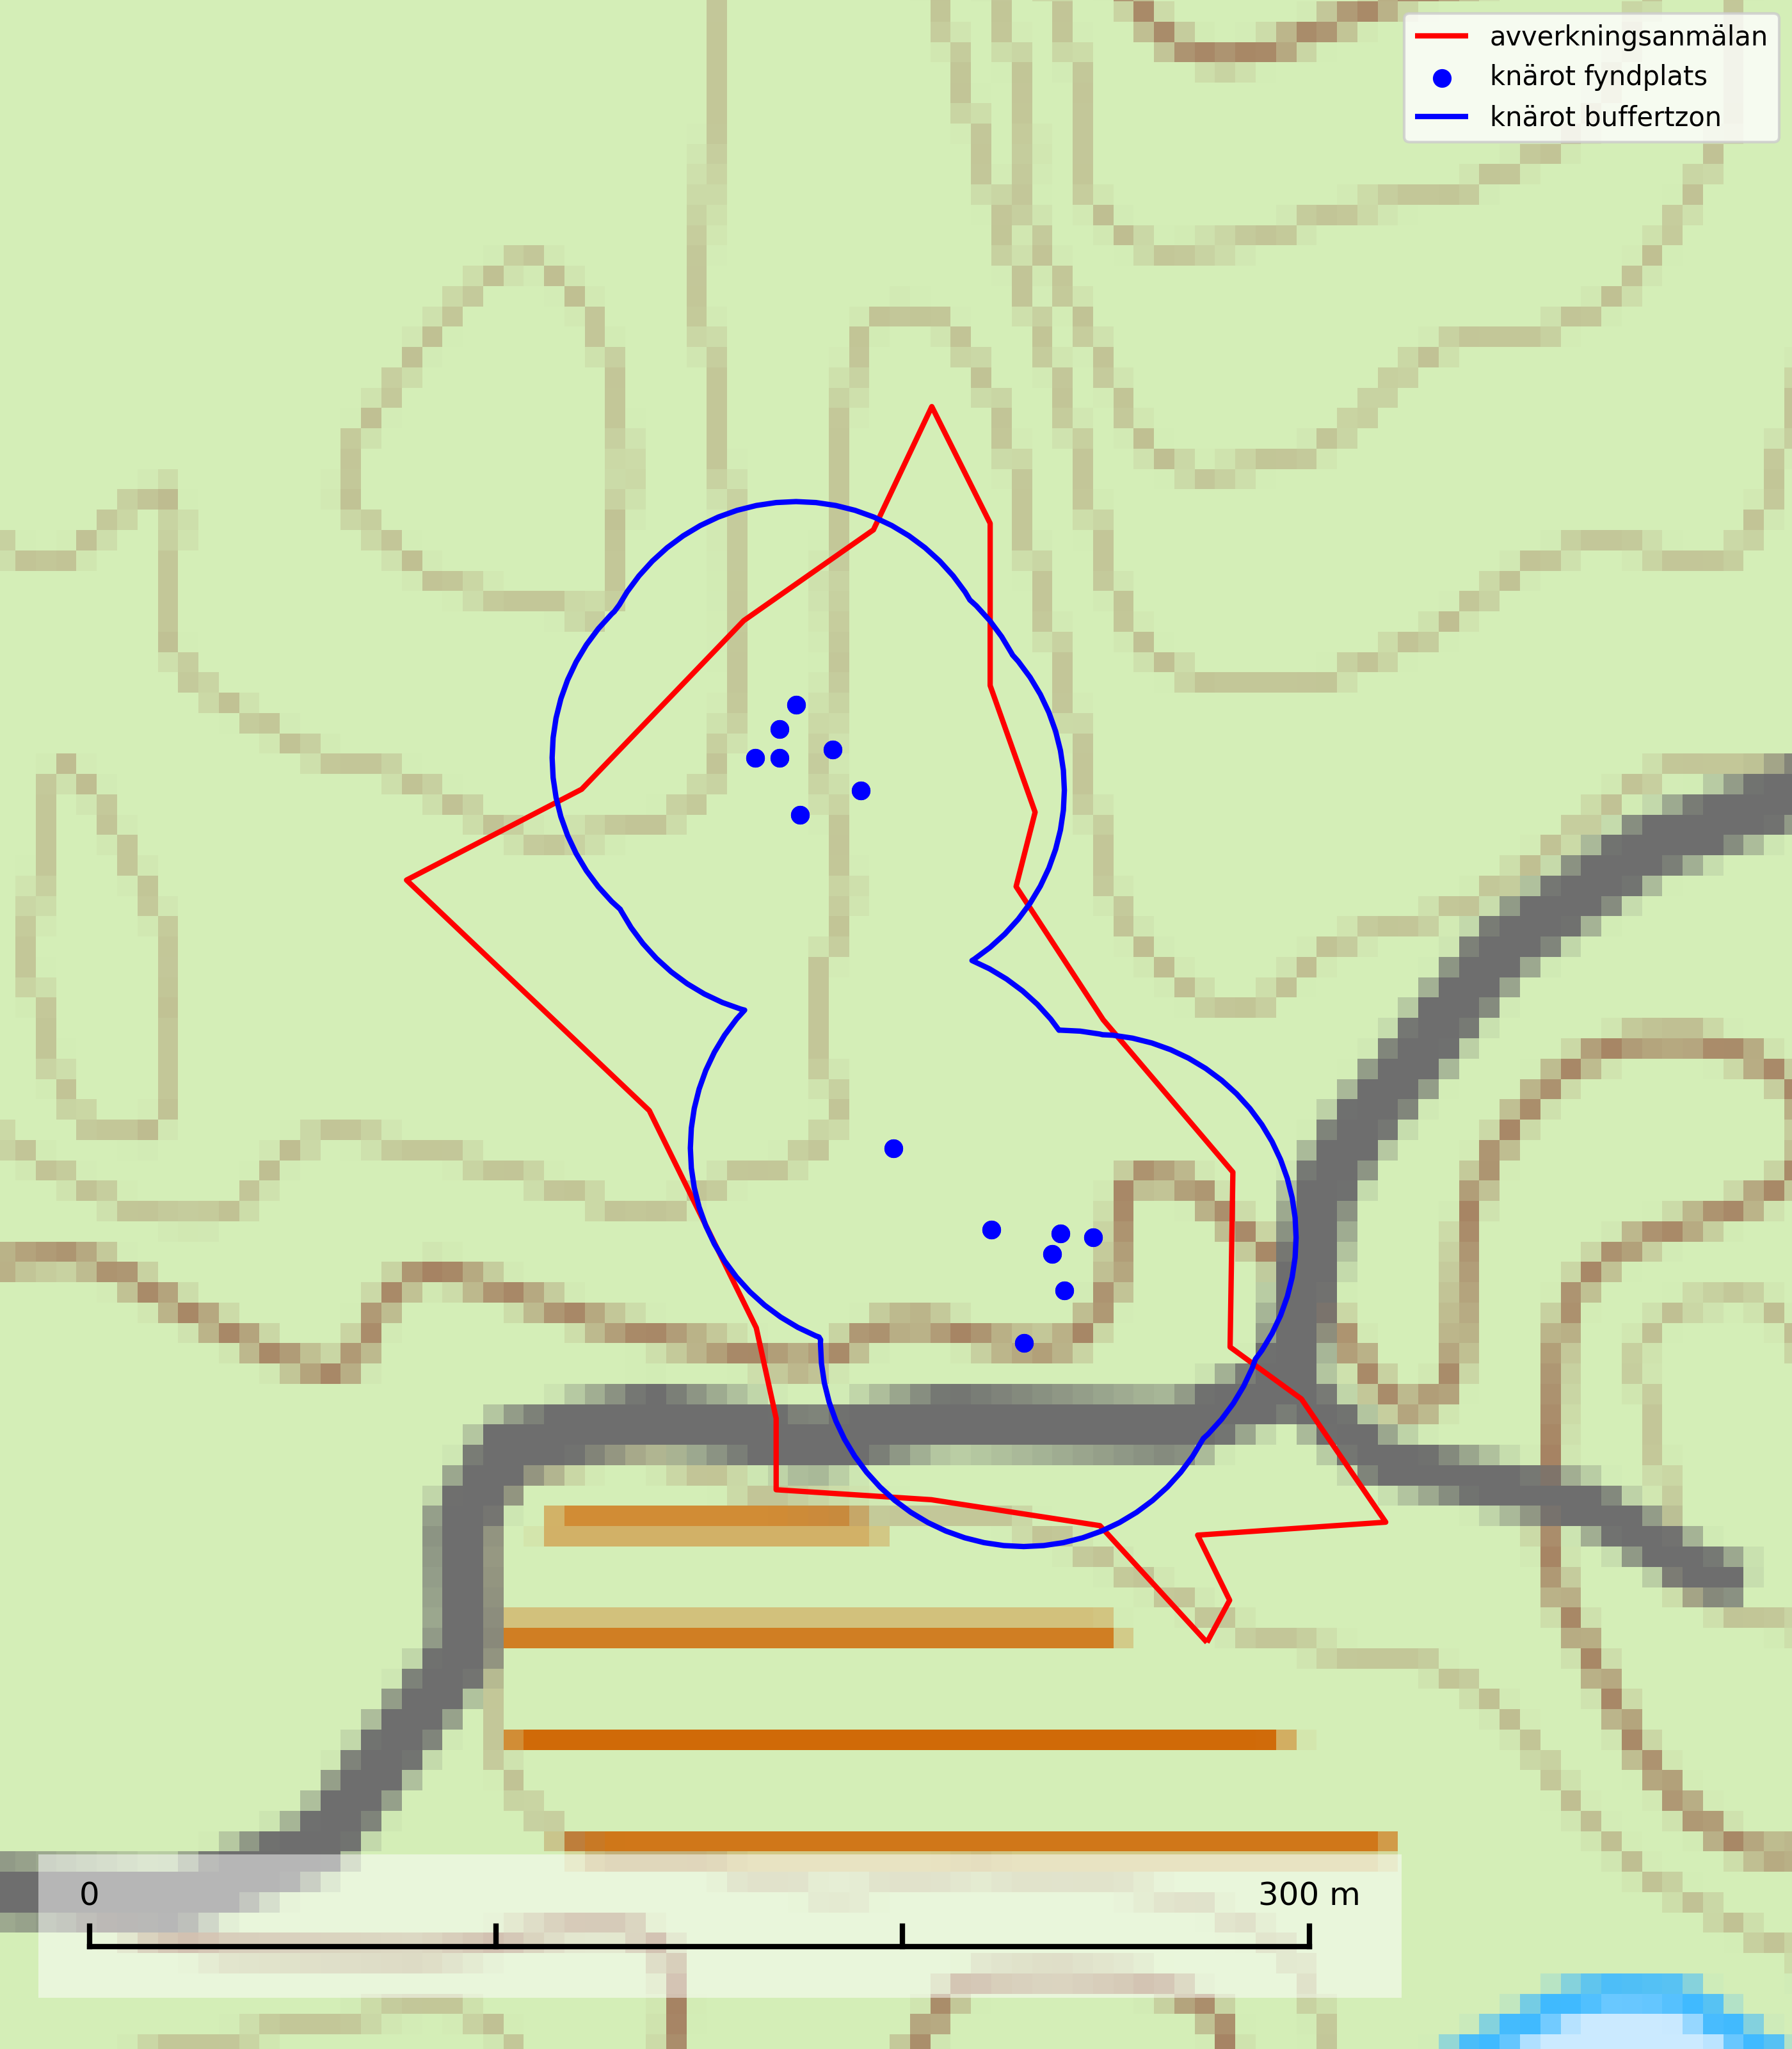 avverkningsanmälan
knärot fyndplats
knärot buffertzon
0 300 m